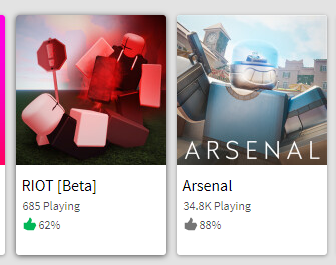 ARSENAL
RIOT [Beta]
685 Playing
62%
Arsenal
34.8K Playing
88%